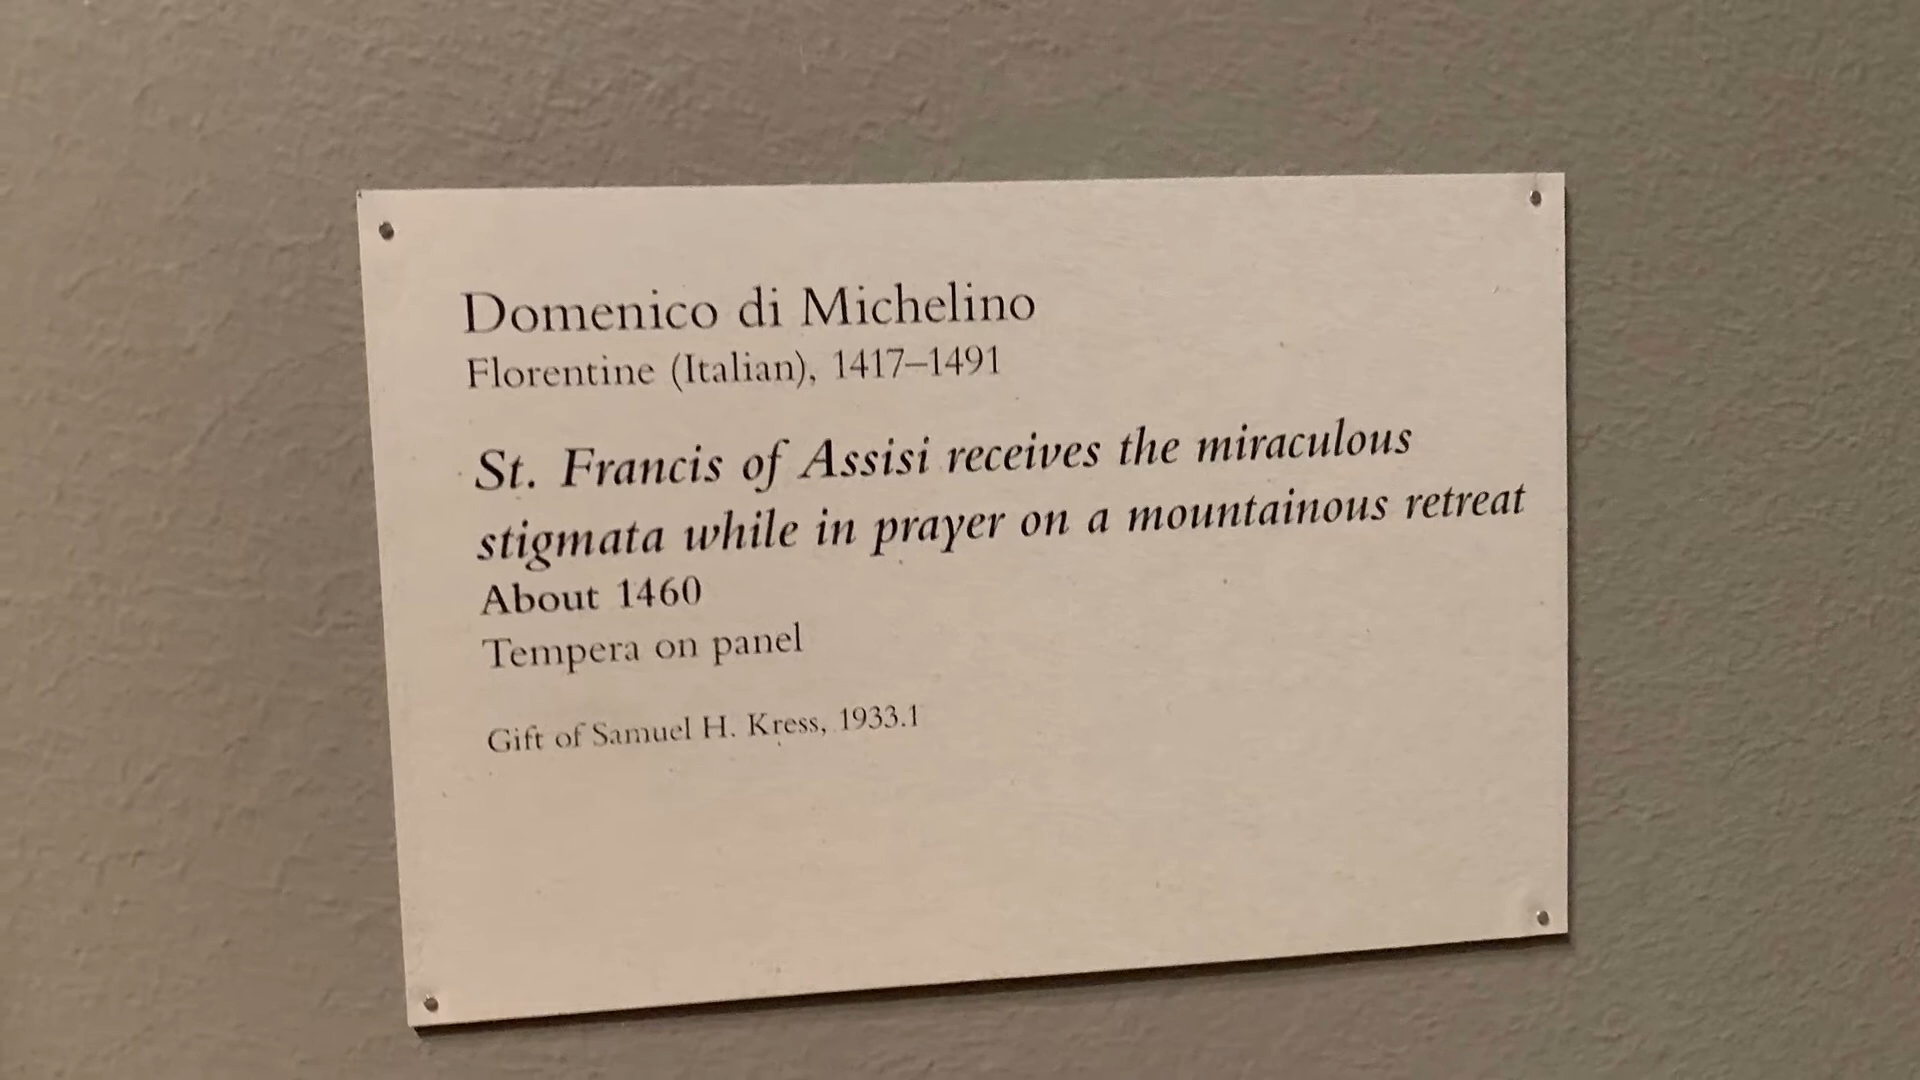 Domenico di Michelino
Florentine (Italian), 1417–1491
St. Francis of Assisi receives the miraculous
stigmata while in prayer on a mountainous retreat
About 1460
Tempera on panel
Gift of Samuel H. Kress, 1933.1